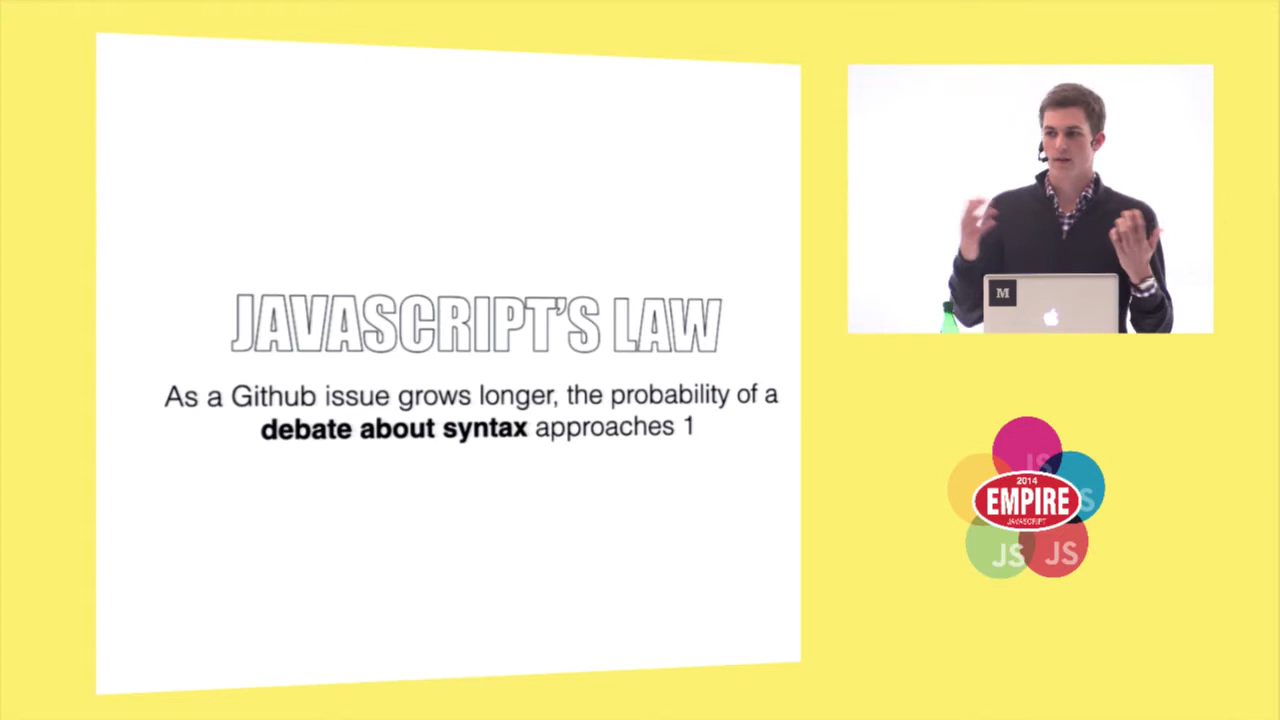 JAVASCRIPT'S LAW
As a Github issue grows longer, the probability of a
debate about syntax approaches 1
M
JS
2014
EMPIRE
JAVASCRIPT
S
JS JS